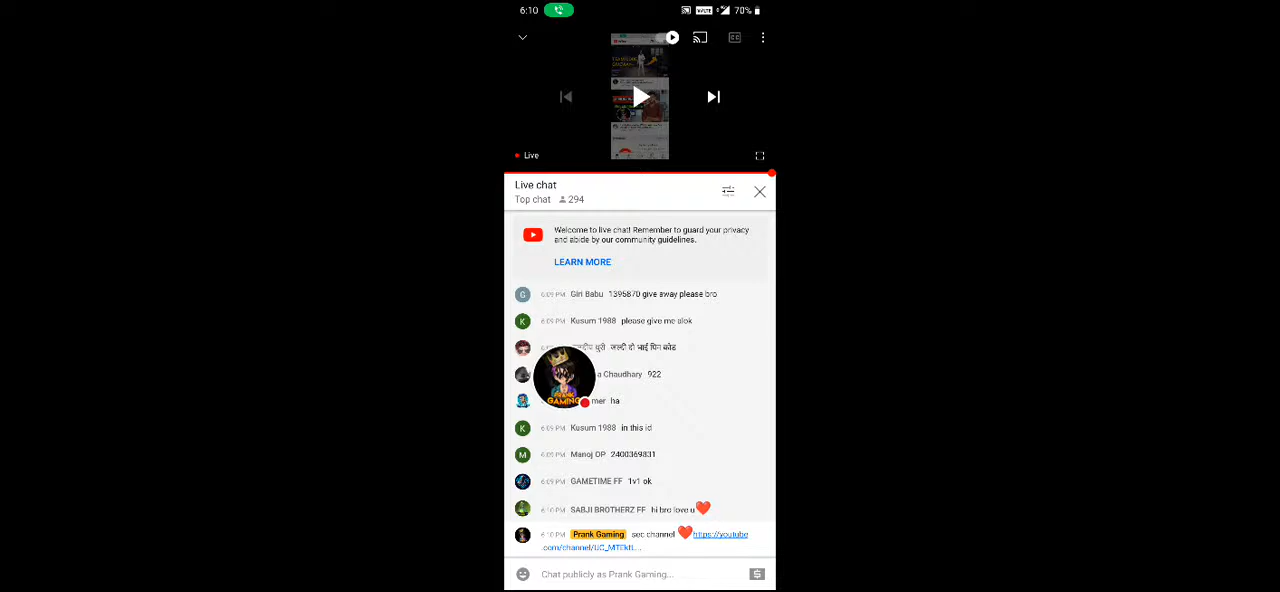 6:10
VoLTE 70%
Live
Live chat
Top chat 294
Welcome to live chat! Remember to guard your privacy
and abide by our community guidelines.
LEARN MORE
G 6:09 PM Giri Babu 1395870 give away please bro
K 6:09 PM Kusum 1988 please give me alok
जल्दी दो भाई पिन कोड
a Chaudhary 922
PRANK
GAMING mer ha
K 6:09 PM Kusum 1988 in this id
M 6:09 PM Manoj OP 2400369831
6:09 PM GAMETIME FF 1v1 ok
6:10 PM SABJI BROTHERZ FF hi bro love u❤️
6:10 PM Prank Gaming sec channel ❤️https://youtube
.com/channel/UC_MTEktL...
Chat publicly as Prank Gaming...